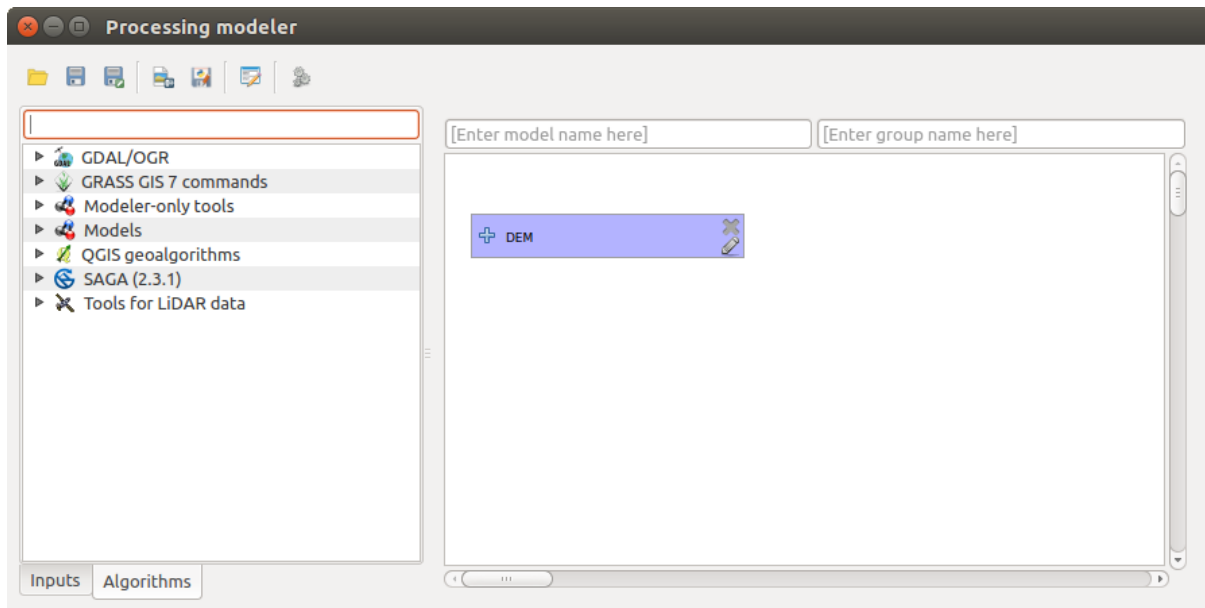 Processing modeler
[Enter model name here] [Enter group name here]
GDAL/OGR
GRASS GIS 7 commands
Modeler-only tools
Models
QGIS geoalgorithms
SAGA (2.3.1)
Tools for LiDAR data
DEM
Inputs Algorithms